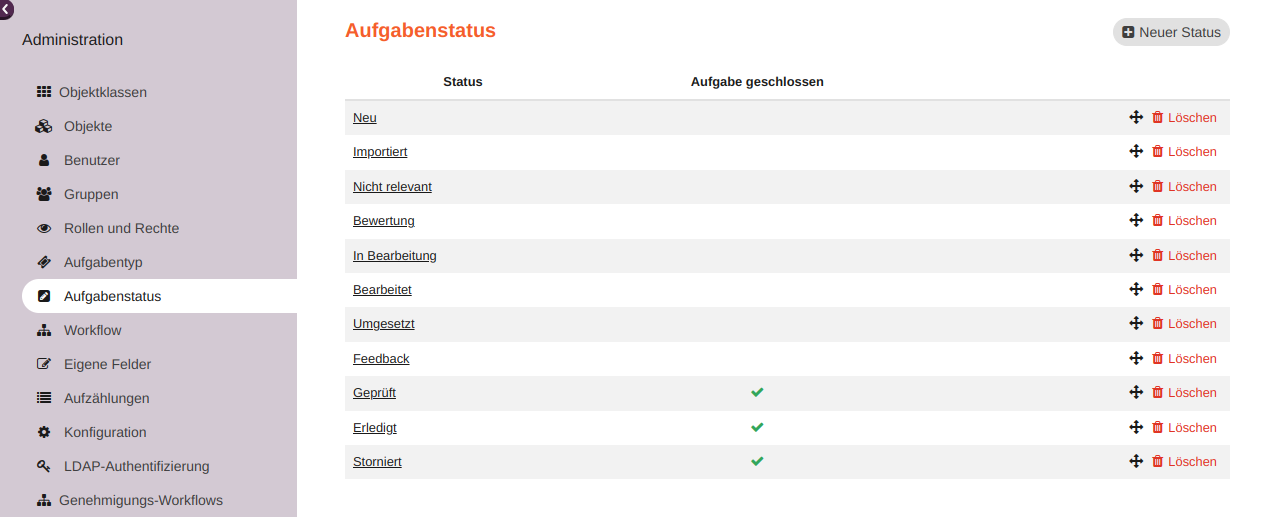 Administration
Objektklassen
Objekte
Benutzer
Gruppen
Rollen und Rechte
Aufgabentyp
Aufgabenstatus
Workflow
Eigene Felder
Aufzählungen
Konfiguration
LDAP-Authentifizierung
Genehmigungs-Workflows
Aufgabenstatus
Neuer Status
Status Aufgabe geschlossen
Neu Löschen
Importiert Löschen
Nicht relevant Löschen
Bewertung Löschen
In Bearbeitung Löschen
Bearbeitet Löschen
Umgesetzt Löschen
Feedback Löschen
Geprüft Löschen
Erledigt Löschen
Storniert Löschen